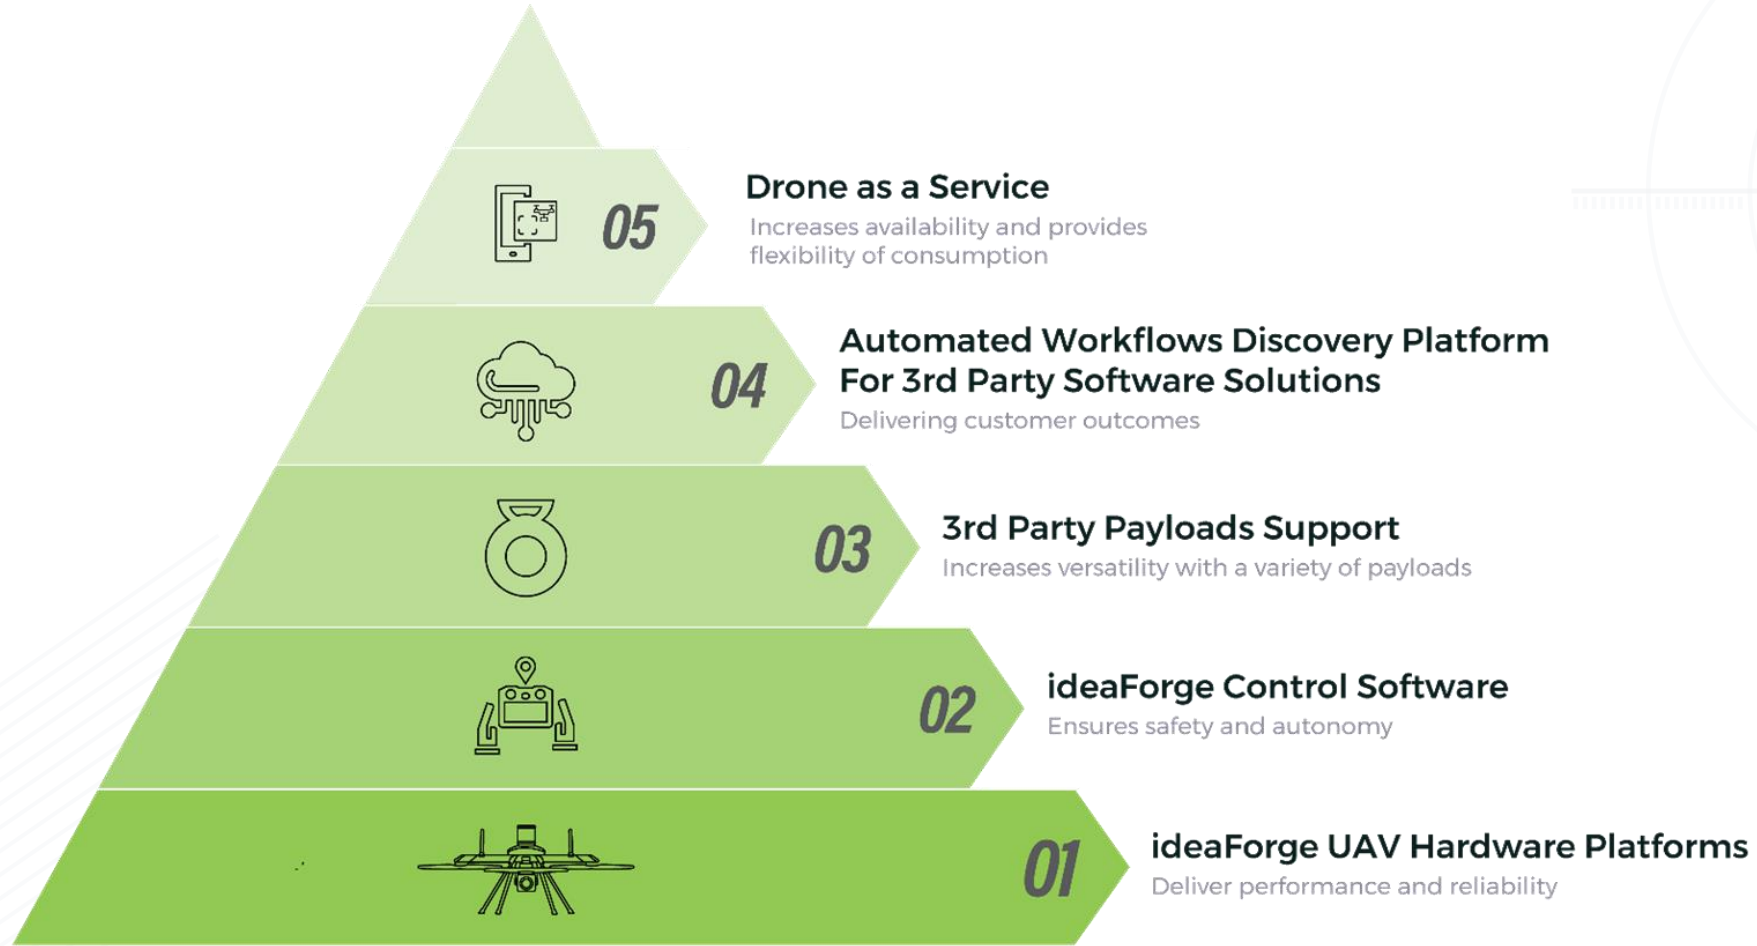 05
Drone as a Service
Increases availability and provides
flexibility of consumption
04
Automated Workflows Discovery Platform
For 3rd Party Software Solutions
Delivering customer outcomes
03
3rd Party Payloads Support
Increases versatility with a variety of payloads
02
ideaForge Control Software
Ensures safety and autonomy
01
ideaForge UAV Hardware Platforms
Deliver performance and reliability